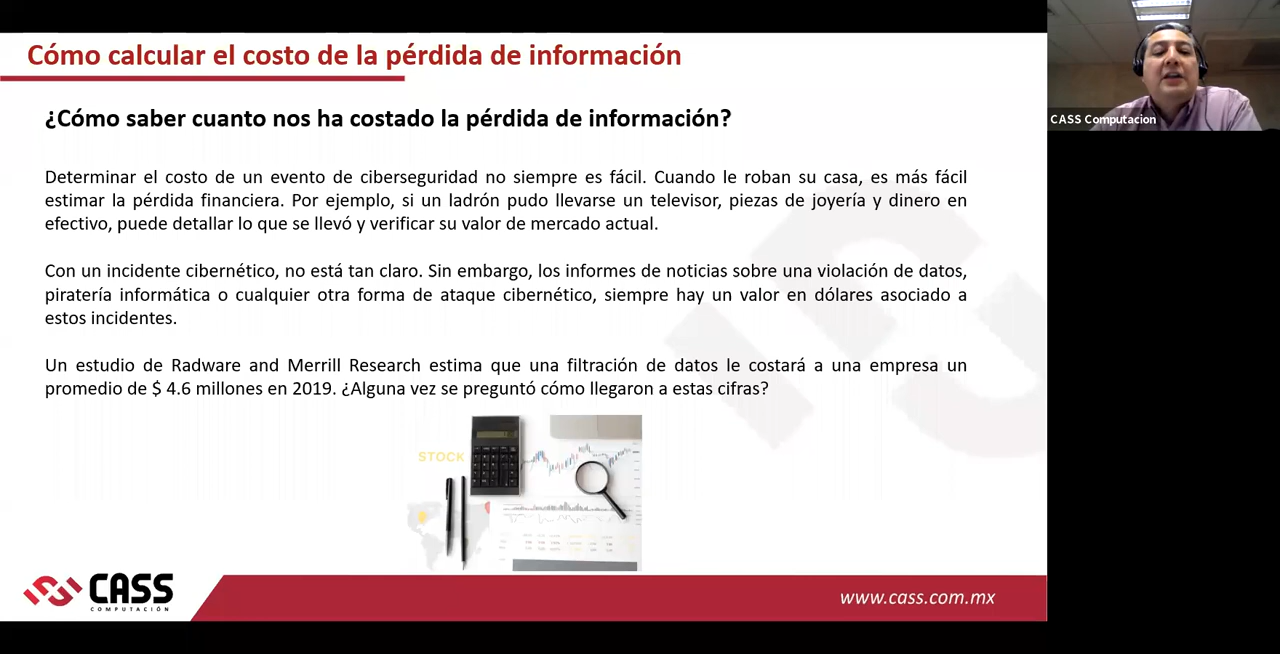 Cómo calcular el costo de la pérdida de información
CASS Computacion
¿Cómo saber cuanto nos ha costado la pérdida de información?
Determinar el costo de un evento de ciberseguridad no siempre es fácil. Cuando le roban su casa, es más fácil
estimar la pérdida financiera. Por ejemplo, si un ladrón pudo llevarse un televisor, piezas de joyería y dinero en
efectivo, puede detallar lo que se llevó y verificar su valor de mercado actual.
Con un incidente cibernético, no está tan claro. Sin embargo, los informes de noticias sobre una violación de datos,
piratería informática o cualquier otra forma de ataque cibernético, siempre hay un valor en dólares asociado a
estos incidentes.
Un estudio de Radware and Merrill Research estima que una filtración de datos le costará a una empresa un
promedio de $ 4.6 millones en 2019. ¿Alguna vez se preguntó cómo llegaron a estas cifras?
STOCK
CASS
COMPUTACIÓN
www.cass.com.mx